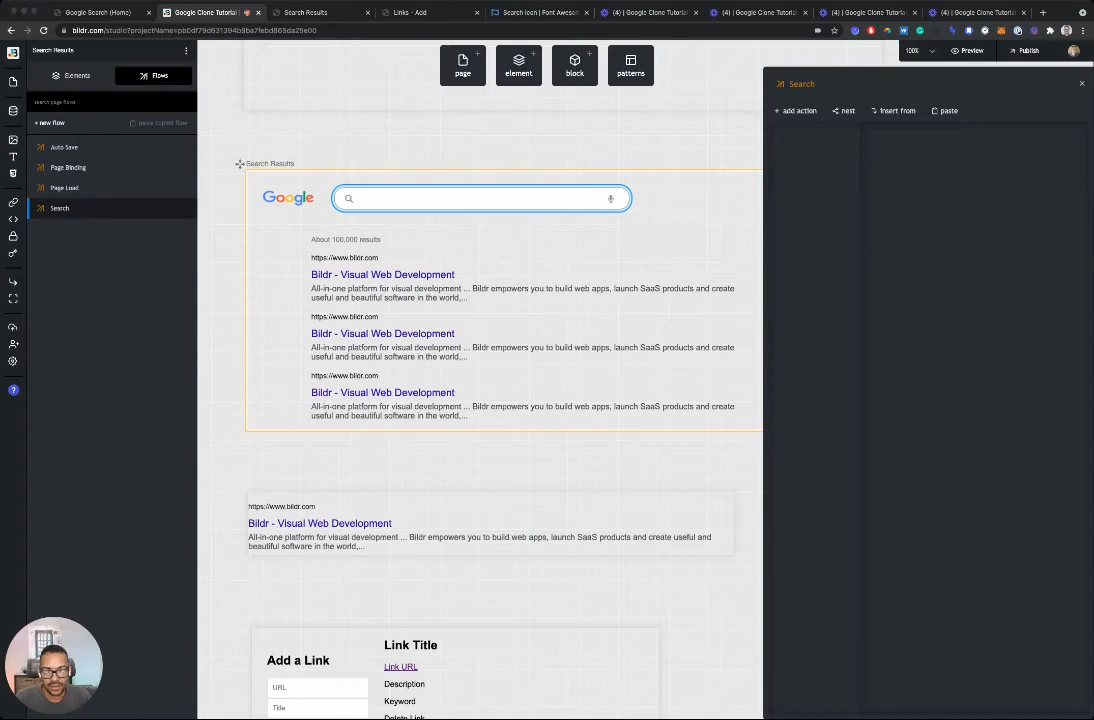 Google Search (Home)
Google Clone Tutorial
Search Results
Links - Add
Search Icon | Font Aweson
(4) | Google Clone Tutorial
(4) | Google Clone Tutorial
(4) | Google Clone Tutorial
(4) | Google Clone Tutorial
bildr.com/studio?projectName=pb0df79d631394b9ba7febd865da25e00
Search Results
Elements
Flows
search page flows
+ new flow
paste copied flow
Auto Save
Page Binding
Page Load
Search
page
element
block
patterns
100%
Preview
Publish
Search
+ add action
nest
insert from
paste
Search Results
Google
About 100,000 results
https://www.bildr.com
Bildr - Visual Web Development
All-in-one platform for visual development ... Bildr empowers you to build web apps, launch SaaS products and create
useful and beautiful software in the world,...
https://www.bildr.com
Bildr - Visual Web Development
All-in-one platform for visual development ... Bildr empowers you to build web apps, launch SaaS products and create
useful and beautiful software in the world,...
https://www.bildr.com
Bildr - Visual Web Development
All-in-one platform for visual development ... Bildr empowers you to build web apps, launch SaaS products and create
useful and beautiful software in the world,...
https://www.bildr.com
Bildr - Visual Web Development
All-in-one platform for visual development ... Bildr empowers you to build web apps, launch SaaS products and create useful and
beautiful software in the world,...
Add a Link
URL
Title
Link Title
Link URL
Description
Keyword
Delete Link